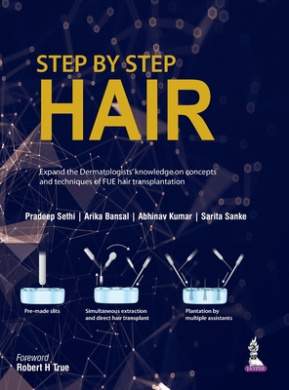 STEP BY STEP
HAIR
Expand the Dermatologists' knowledge on concepts
and techniques of FUE hair transplantation
Pradeep Sethi | Arika Bansal | Abhinav Kumar | Sarita Sanke
Pre-made slits
Simultaneous extraction
and direct hair transplant
Plantation by
multiple assistants
Foreword
Robert H True
JAYPEE